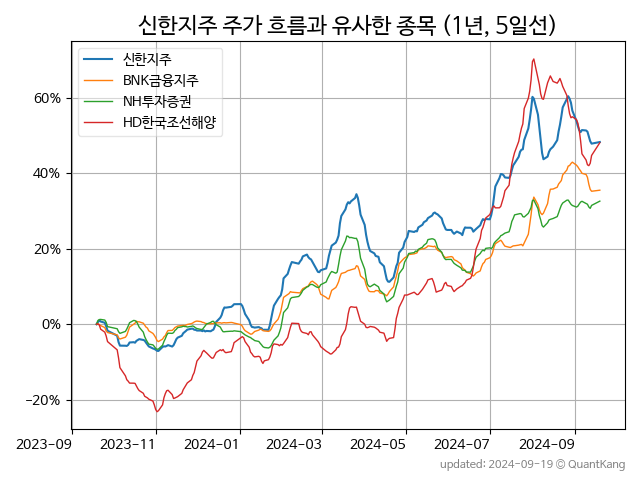 신한지주 주가 흐름과 유사한 종목 (1년, 5일선)
신한지주
BNK금융지주
NH투자증권
HD한국조선해양
60%
40%
20%
0%
−20%
2023-09 2023-11 2024-01 2024-03 2024-05 2024-07 2024-09
updated: 2024-09-19 © QuantKang